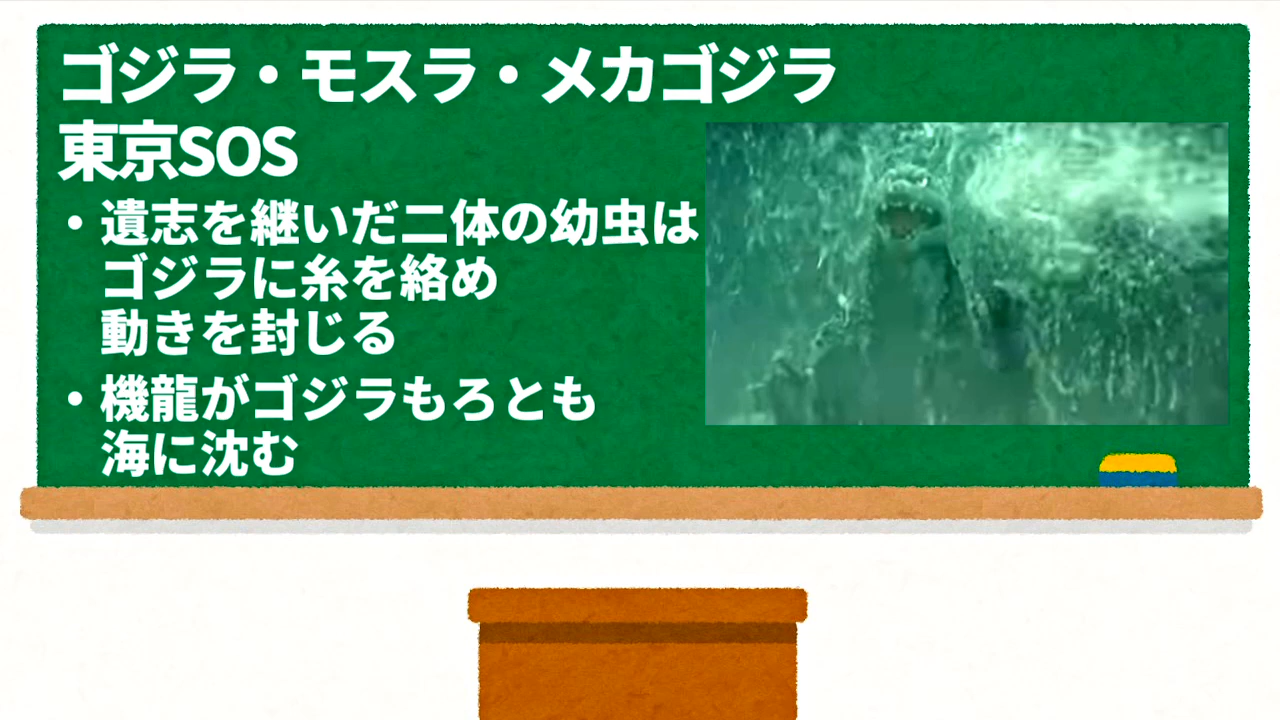 ゴジラ・モスラ・メカゴジラ
東京SOS
・遺志を継いだ二体の幼虫は
ゴジラに糸を絡め
動きを封じる
・機龍がゴジラもろとも
海に沈む